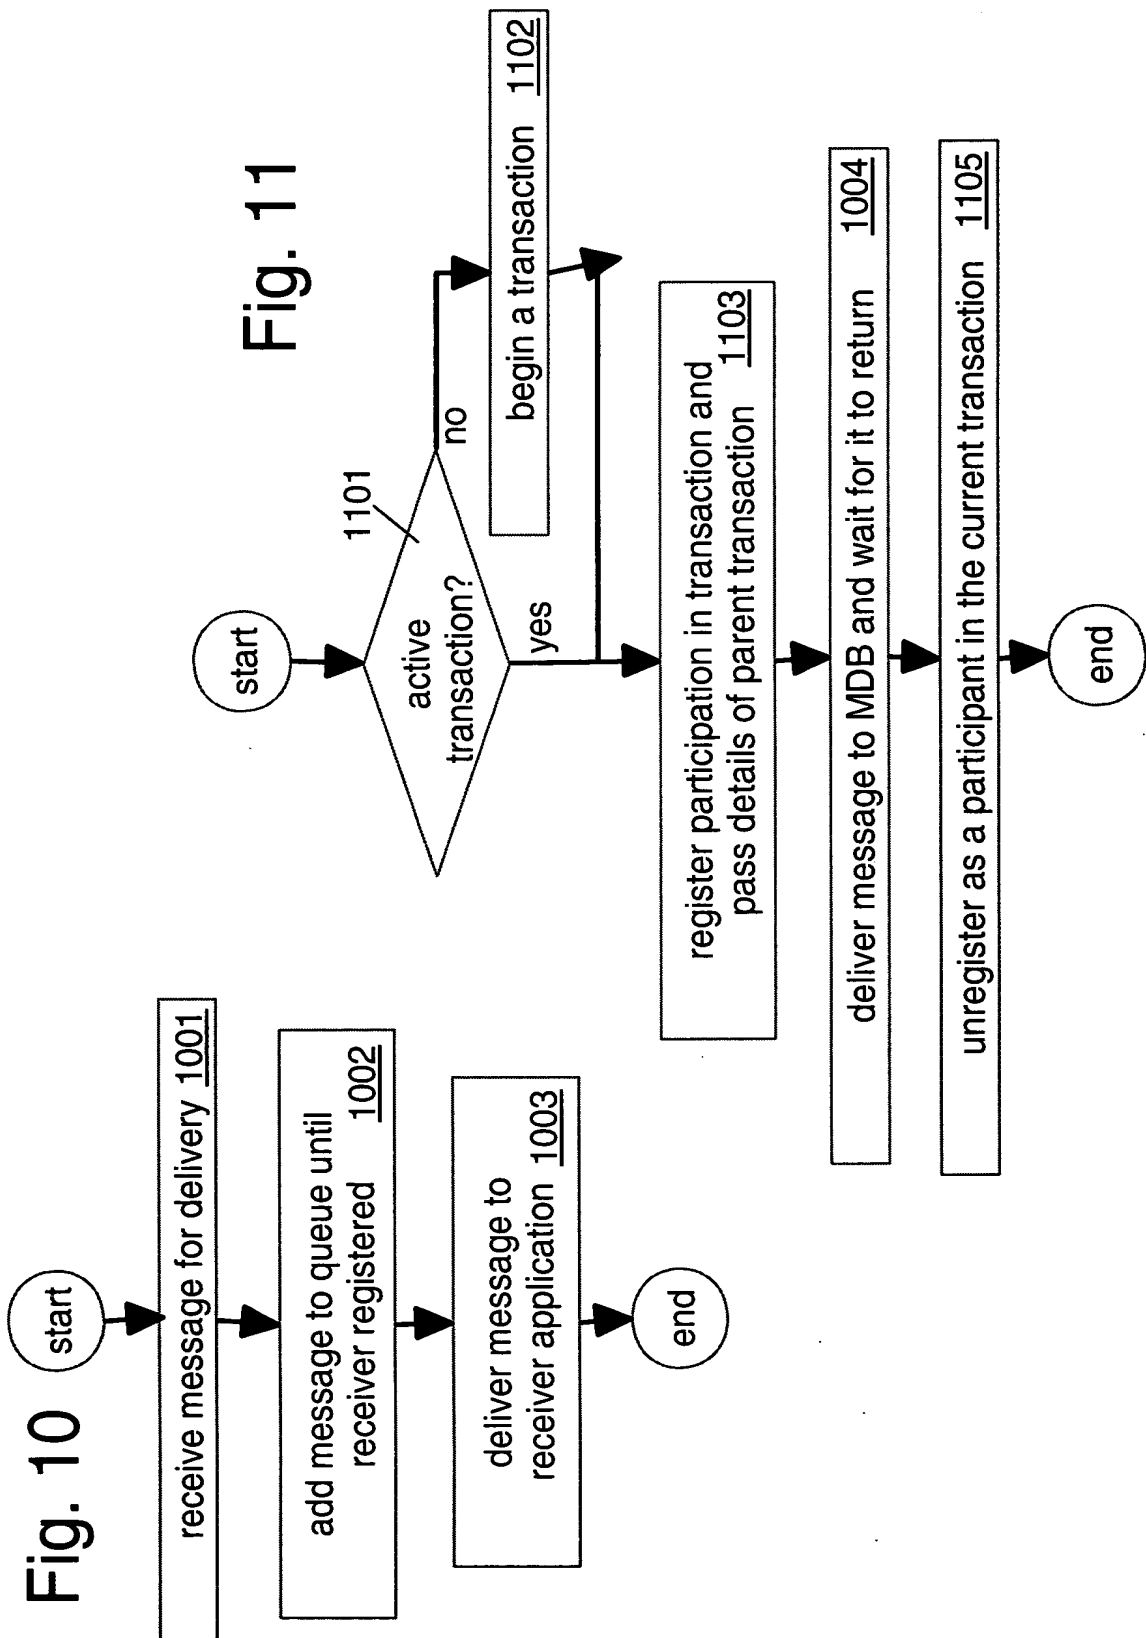 Fig. 10
start
receive message for delivery 1001
add message to queue until
receiver registered 1002
deliver message to
receiver application 1003
end
Fig. 11
start
1101
active
transaction?
no
yes
begin a transaction 1102
register participation in transaction and
pass details of parent transaction 1103
deliver message to MDB and wait for it to return 1004
unregister as a participant in the current transaction 1105
end